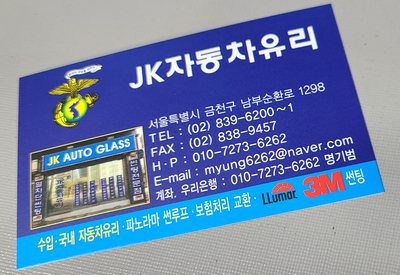 JK자동차유리
서울특별시 금천구 남부순환로 1298
TEL : (02) 839-6200~1
FAX : (02) 838-9457
H·P : 010-7273-6262
E-mail : myung6262@naver.com
계좌. 우리은행 : 010-7273-6262 명기범
JK AUTO GLASS
수입·국내 자동차유리·파노라마 썬루프·보험처리 교환· LLumar. 3M 썬팅